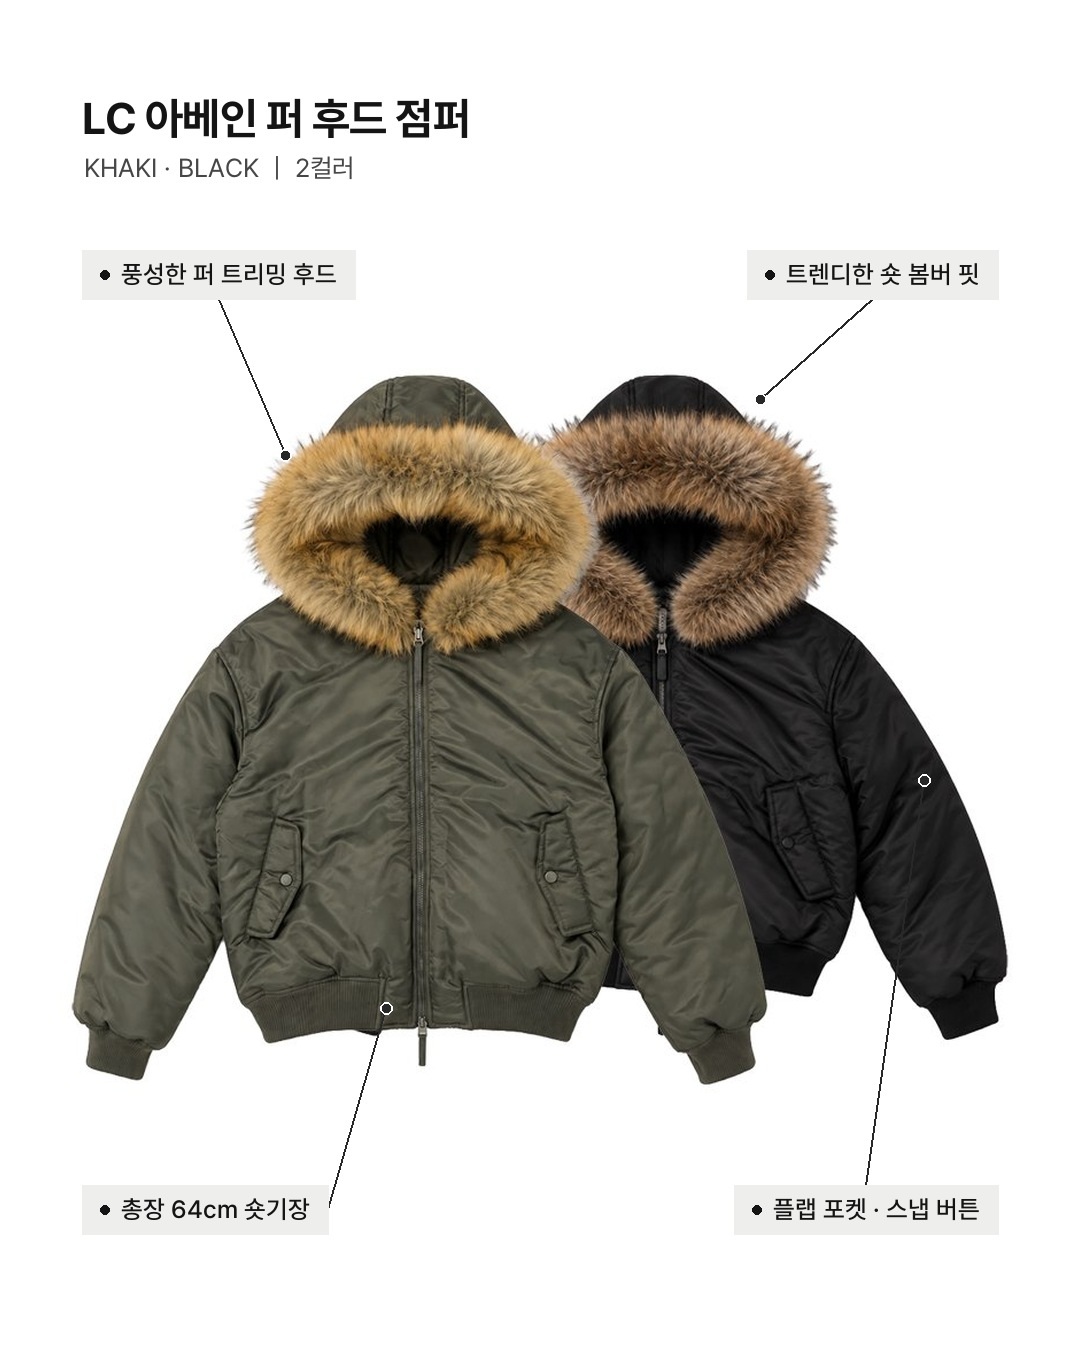 LC 아베인 퍼 후드 점퍼
KHAKI · BLACK | 2컬러
● 풍성한 퍼 트리밍 후드
● 트렌디한 숏 봄버 핏
● 총장 64cm 숏기장
● 플랩 포켓 · 스냅 버튼